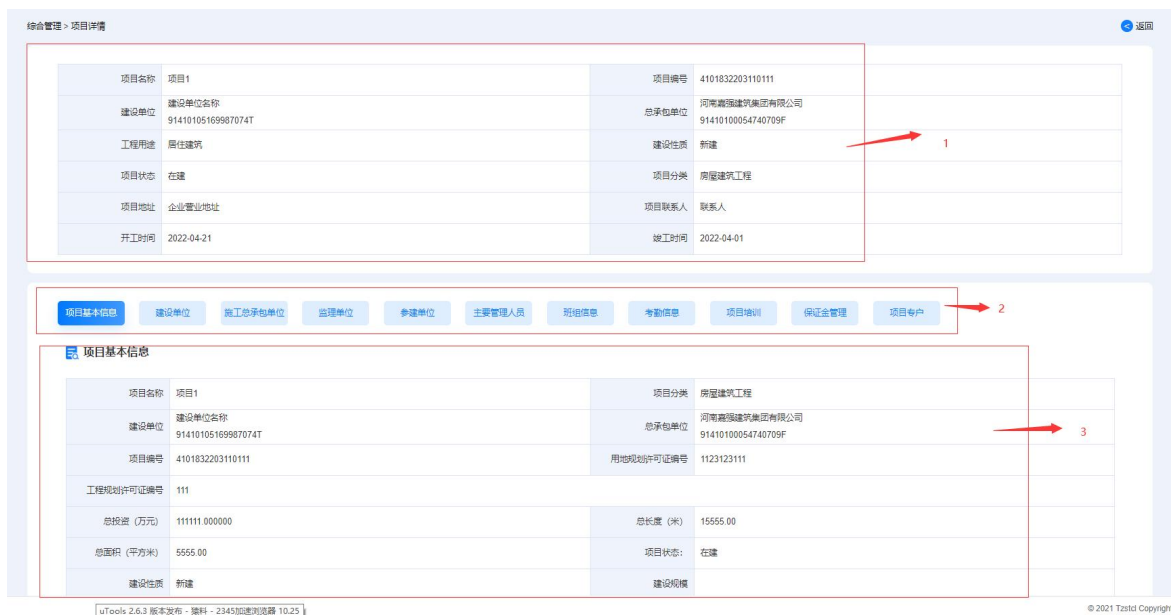 综合管理 > 项目详情
返回
项目名称 项目1 项目编号 4101832203110111
建设单位 建设单位名称 总承包单位 河南嘉强建筑集团有限公司
91410105169987074T 91410100054740709F
工程用途 居住建筑 建设性质 新建
1
项目状态 在建 项目分类 房屋建筑工程
项目地址 企业营业地址 项目联系人 联系人
开工时间 2022-04-21 竣工时间 2022-04-01
项目基本信息 建设单位 施工总承包单位 监理单位 参建单位 主要管理人员 班组信息 考勤信息 项目培训 保证金管理 项目专户
2
项目基本信息
项目名称 项目1 项目分类 房屋建筑工程
建设单位 建设单位名称 总承包单位 河南嘉强建筑集团有限公司
91410105169987074T 91410100054740709F
3
项目编号 4101832203110111 用地规划许可证编号 1123123111
工程规划许可证编号 111
总投资（万元） 111111.000000 总长度（米） 15555.00
总面积（平方米） 5555.00 项目状态： 在建
建设性质 新建 建设规模
uTools 2.6.3 版本发布 - 猿料 - 2345加速浏览器 10.25
© 2021 Tzstcl Copyrigh